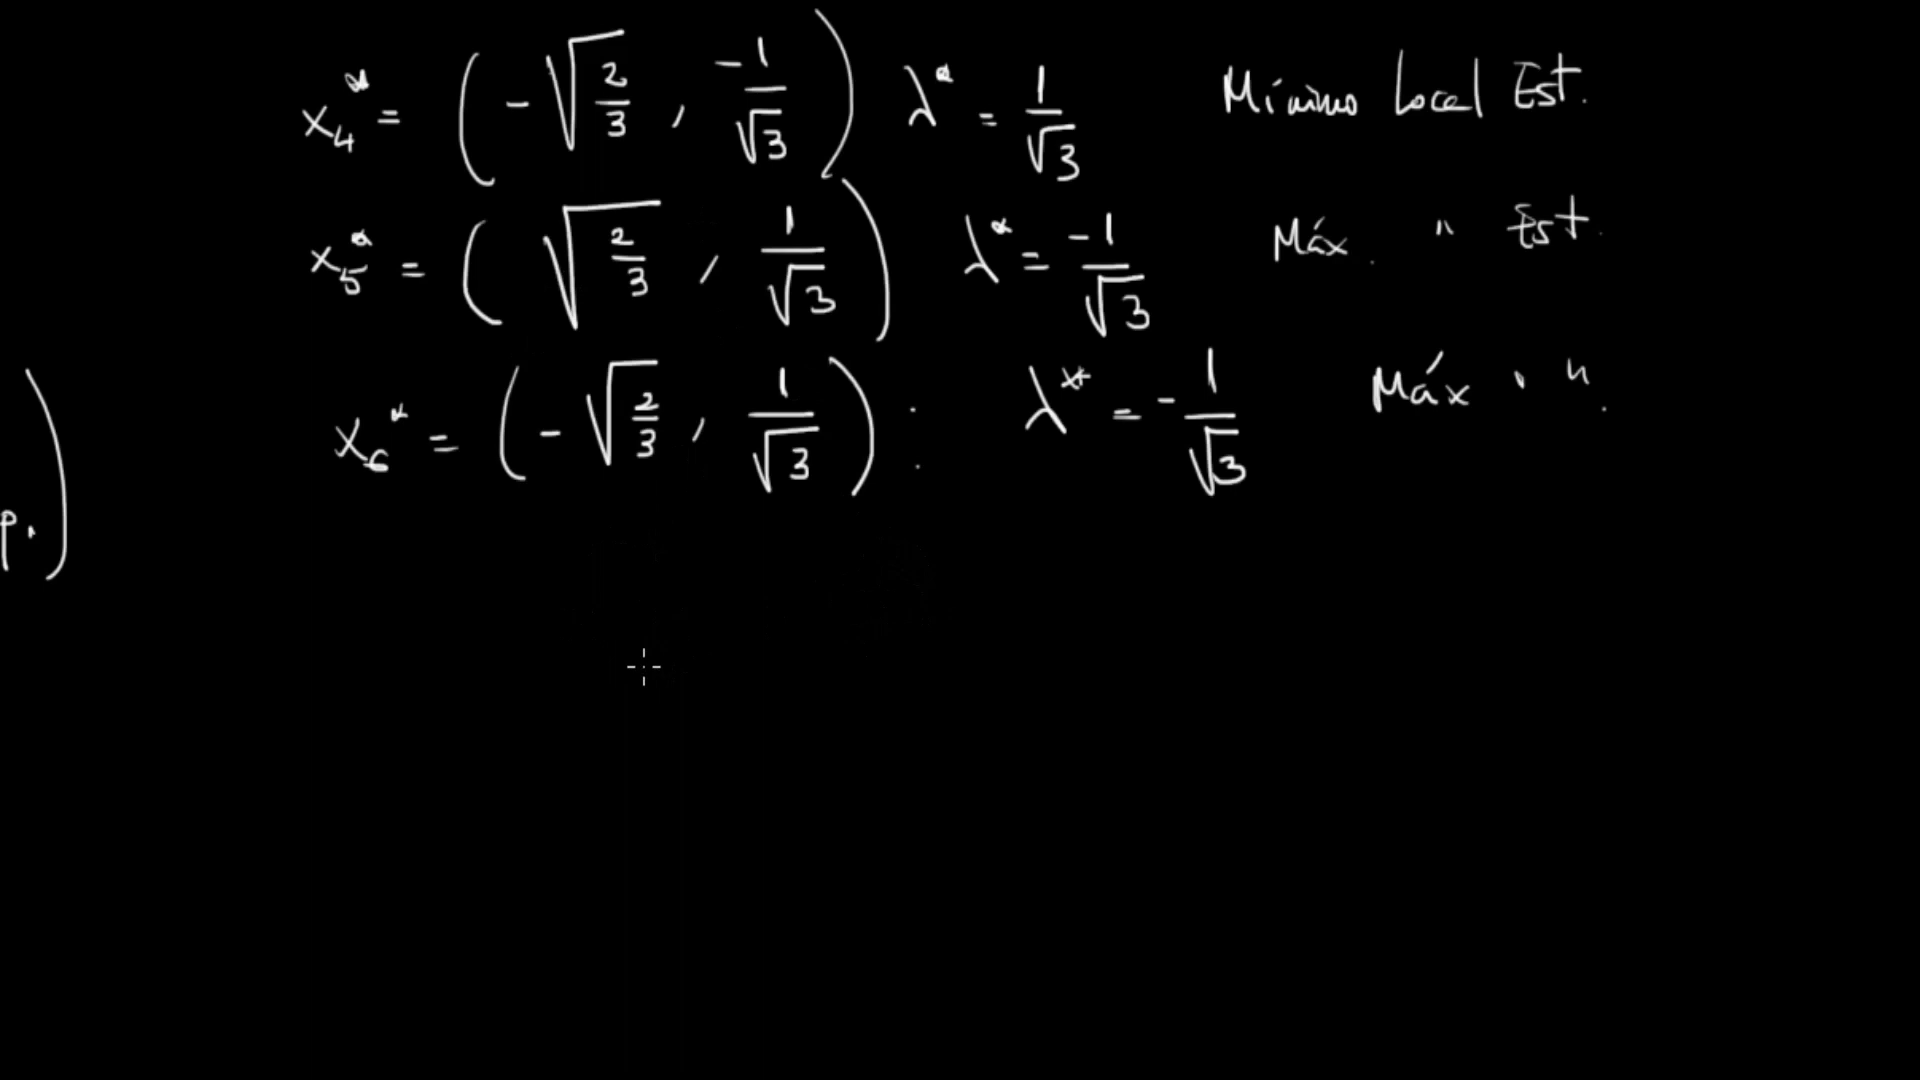 x₄* = ( -√(2/3) , -1/√3 ) λ* = 1/√3 Mínimo Local Est.
x₅* = ( √(2/3) , 1/√3 ) λ* = -1/√3 Máx. " Est.
x₆* = ( -√(2/3) , 1/√3 ) : λ* = -1/√3 Máx " ".
p. )